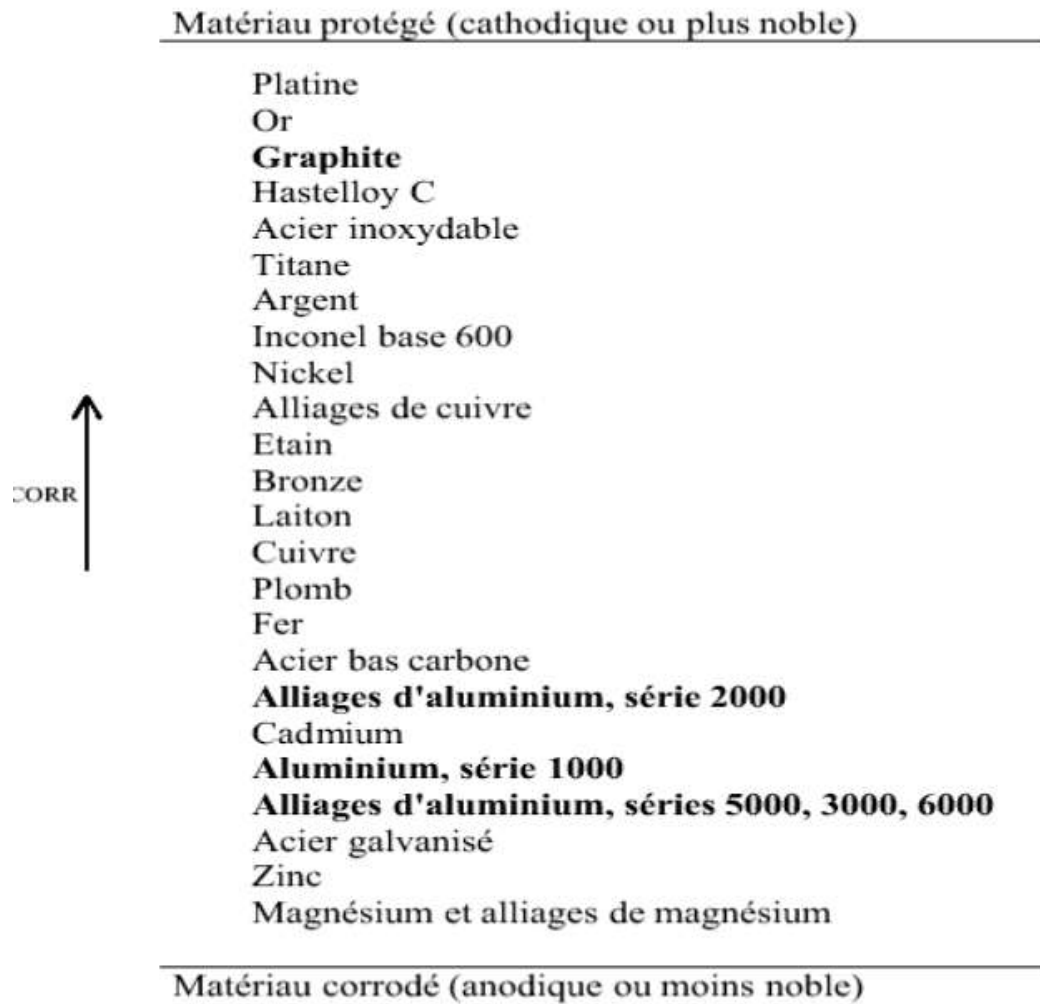 Matériau protégé (cathodique ou plus noble)
Platine
Or
Graphite
Hastelloy C
Acier inoxydable
Titane
Argent
Inconel base 600
Nickel
Alliages de cuivre
Etain
Bronze
CORR
Laiton
Cuivre
Plomb
Fer
Acier bas carbone
Alliages d'aluminium, série 2000
Cadmium
Aluminium, série 1000
Alliages d'aluminium, séries 5000, 3000, 6000
Acier galvanisé
Zinc
Magnésium et alliages de magnésium
Matériau corrodé (anodique ou moins noble)